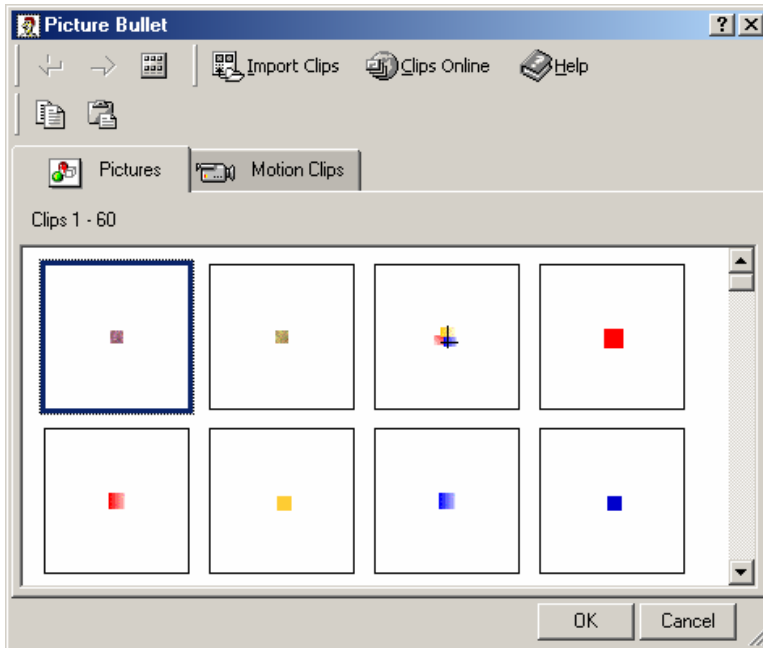 Picture Bullet
Import Clips Clips Online Help
Pictures Motion Clips
Clips 1 - 60
OK Cancel